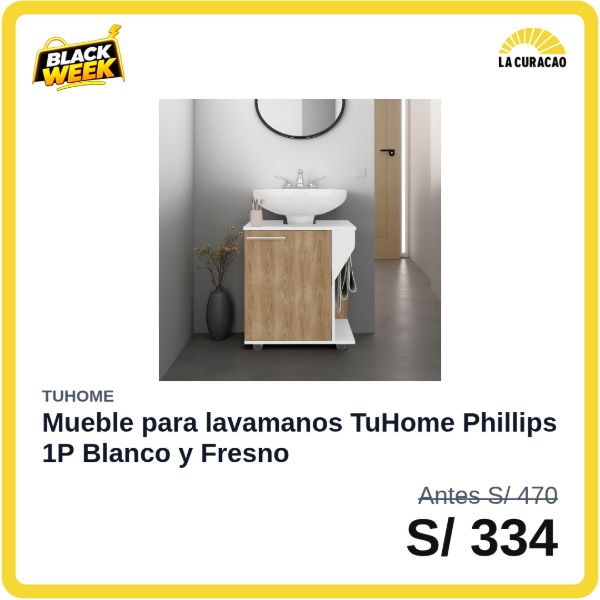 BLACK
WEEK
LA CURACAO
TUHOME
Mueble para lavamanos TuHome Phillips
1P Blanco y Fresno
Antes S/ 470
S/ 334